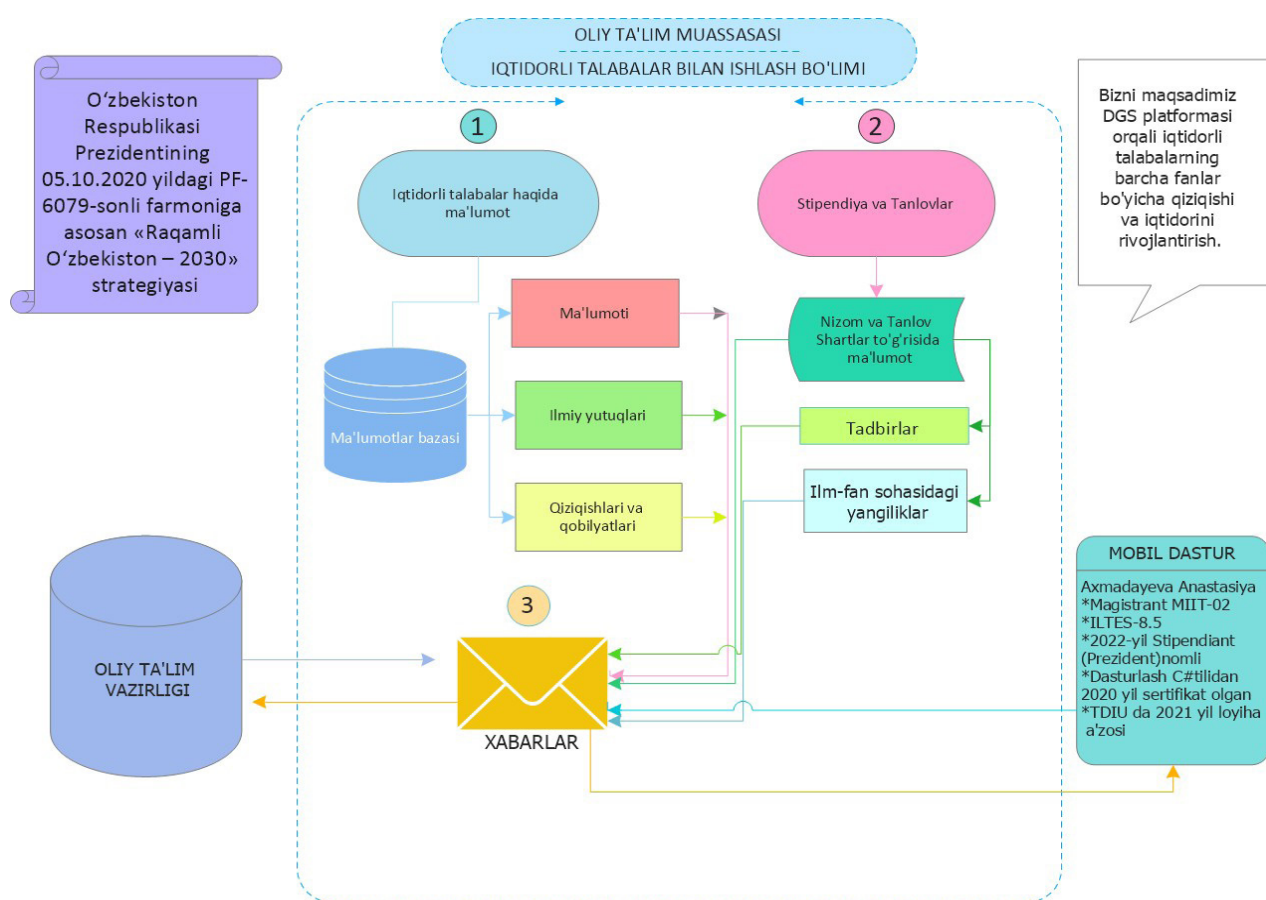 OLIY TA'LIM MUASSASASI
IQTIDORLI TALABALAR BILAN ISHLASH BO'LIMI
O‘zbekiston
Respublikasi
Prezidentining
05.10.2020 yildagi PF-
6079-sonli farmoniga
asosan «Raqamli
O‘zbekiston – 2030»
strategiyasi
Bizni maqsadimiz
DGS platformasi
orqali iqtidorli
talabalarning
barcha fanlar
bo'yicha qiziqishi
va iqtidorini
rivojlantirish.
1
Iqtidorli talabalar haqida
ma'lumot
2
Stipendiya va Tanlovlar
Ma'lumotlar bazasi
Ma'lumoti
Ilmiy yutuqlari
Qiziqishlari va
qobilyatlari
Nizom va Tanlov
Shartlar to'g'risida
ma'lumot
Tadbirlar
Ilm-fan sohasidagi
yangiliklar
OLIY TA'LIM
VAZIRLIGI
3
XABARLAR
MOBIL DASTUR
Axmadayeva Anastasiya
*Magistrant MIIT-02
*ILTES-8.5
*2022-yil Stipendiant
(Prezident)nomli
*Dasturlash C#tilidan
2020 yil sertifikat olgan
*TDIU da 2021 yil loyiha
a'zosi